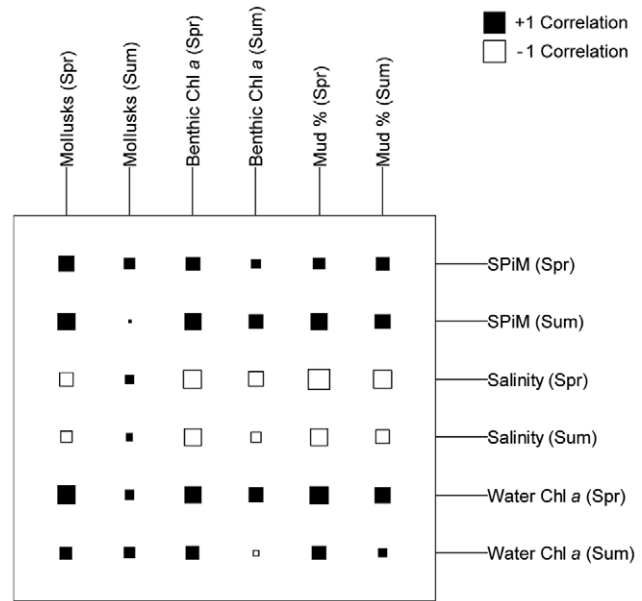 +1 Correlation
-1 Correlation
Mollusks (Spr)
Mollusks (Sum)
Benthic Chl a (Spr)
Benthic Chl a (Sum)
Mud % (Spr)
Mud % (Sum)
SPiM (Spr)
SPiM (Sum)
Salinity (Spr)
Salinity (Sum)
Water Chl a (Spr)
Water Chl a (Sum)